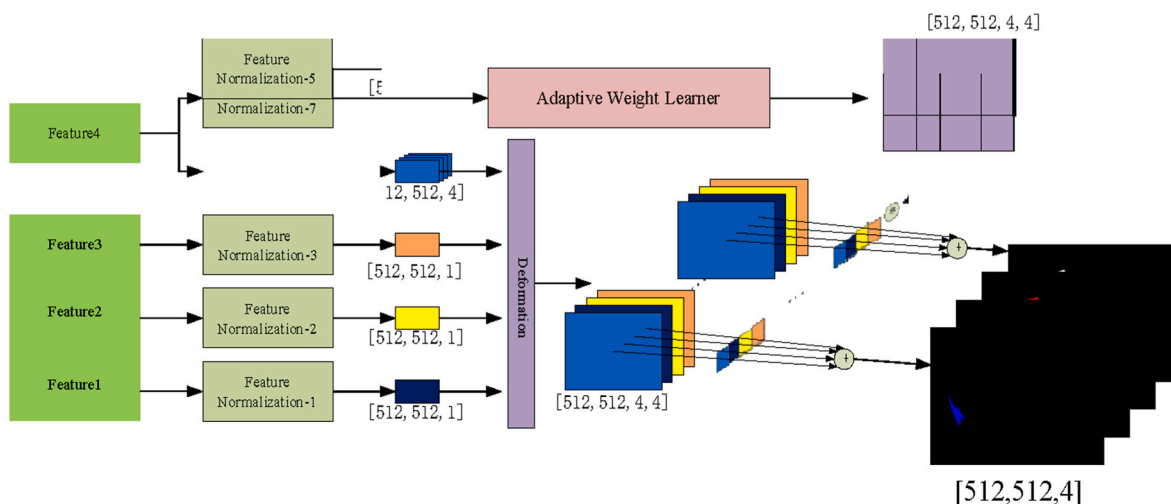 [512, 512, 4, 4]
Feature
Normalization-5
Normalization-7
[5
Adaptive Weight Learner
Feature4
12, 512, 4]
Feature3
Feature
Normalization-3
[512, 512, 1]
Deformation
Feature2
Feature
Normalization-2
[512, 512, 1]
Feature1
Feature
Normalization-1
[512, 512, 1]
[512, 512, 4, 4]
+
+
[512,512,4]